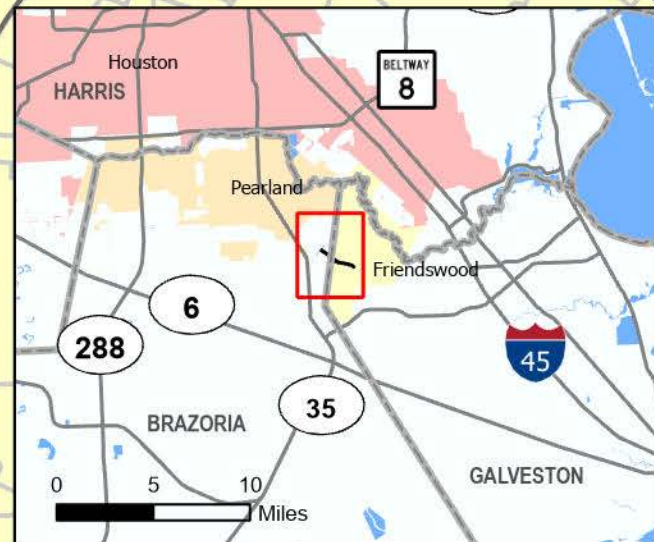 Houston
HARRIS
BELTWAY
8
Pearland
Friendswood
6
288
45
35
BRAZORIA
GALVESTON
0 5 10
Miles